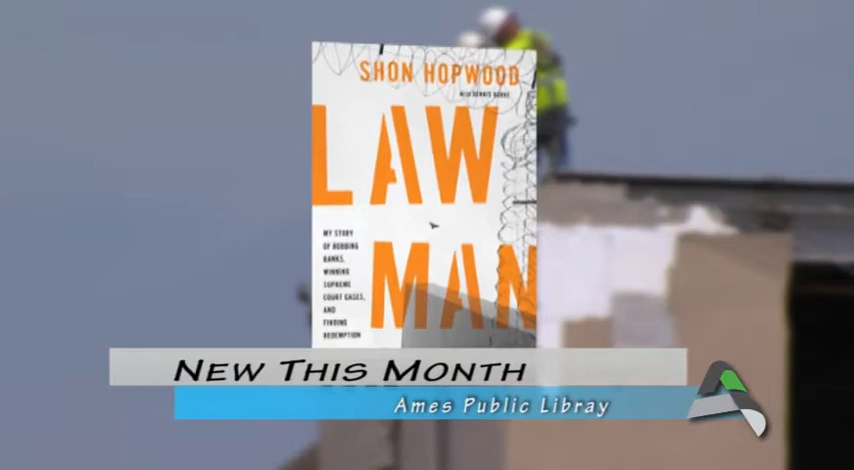 SHON HOPWOOD
WITH DENNIS BURKE
LAW
MAN
MY STORY
OF ROBBING
BANKS,
WINNING
SUPREME
COURT CASES,
AND
FINDING
REDEMPTION
NEW THIS MONTH
Ames Public Libray